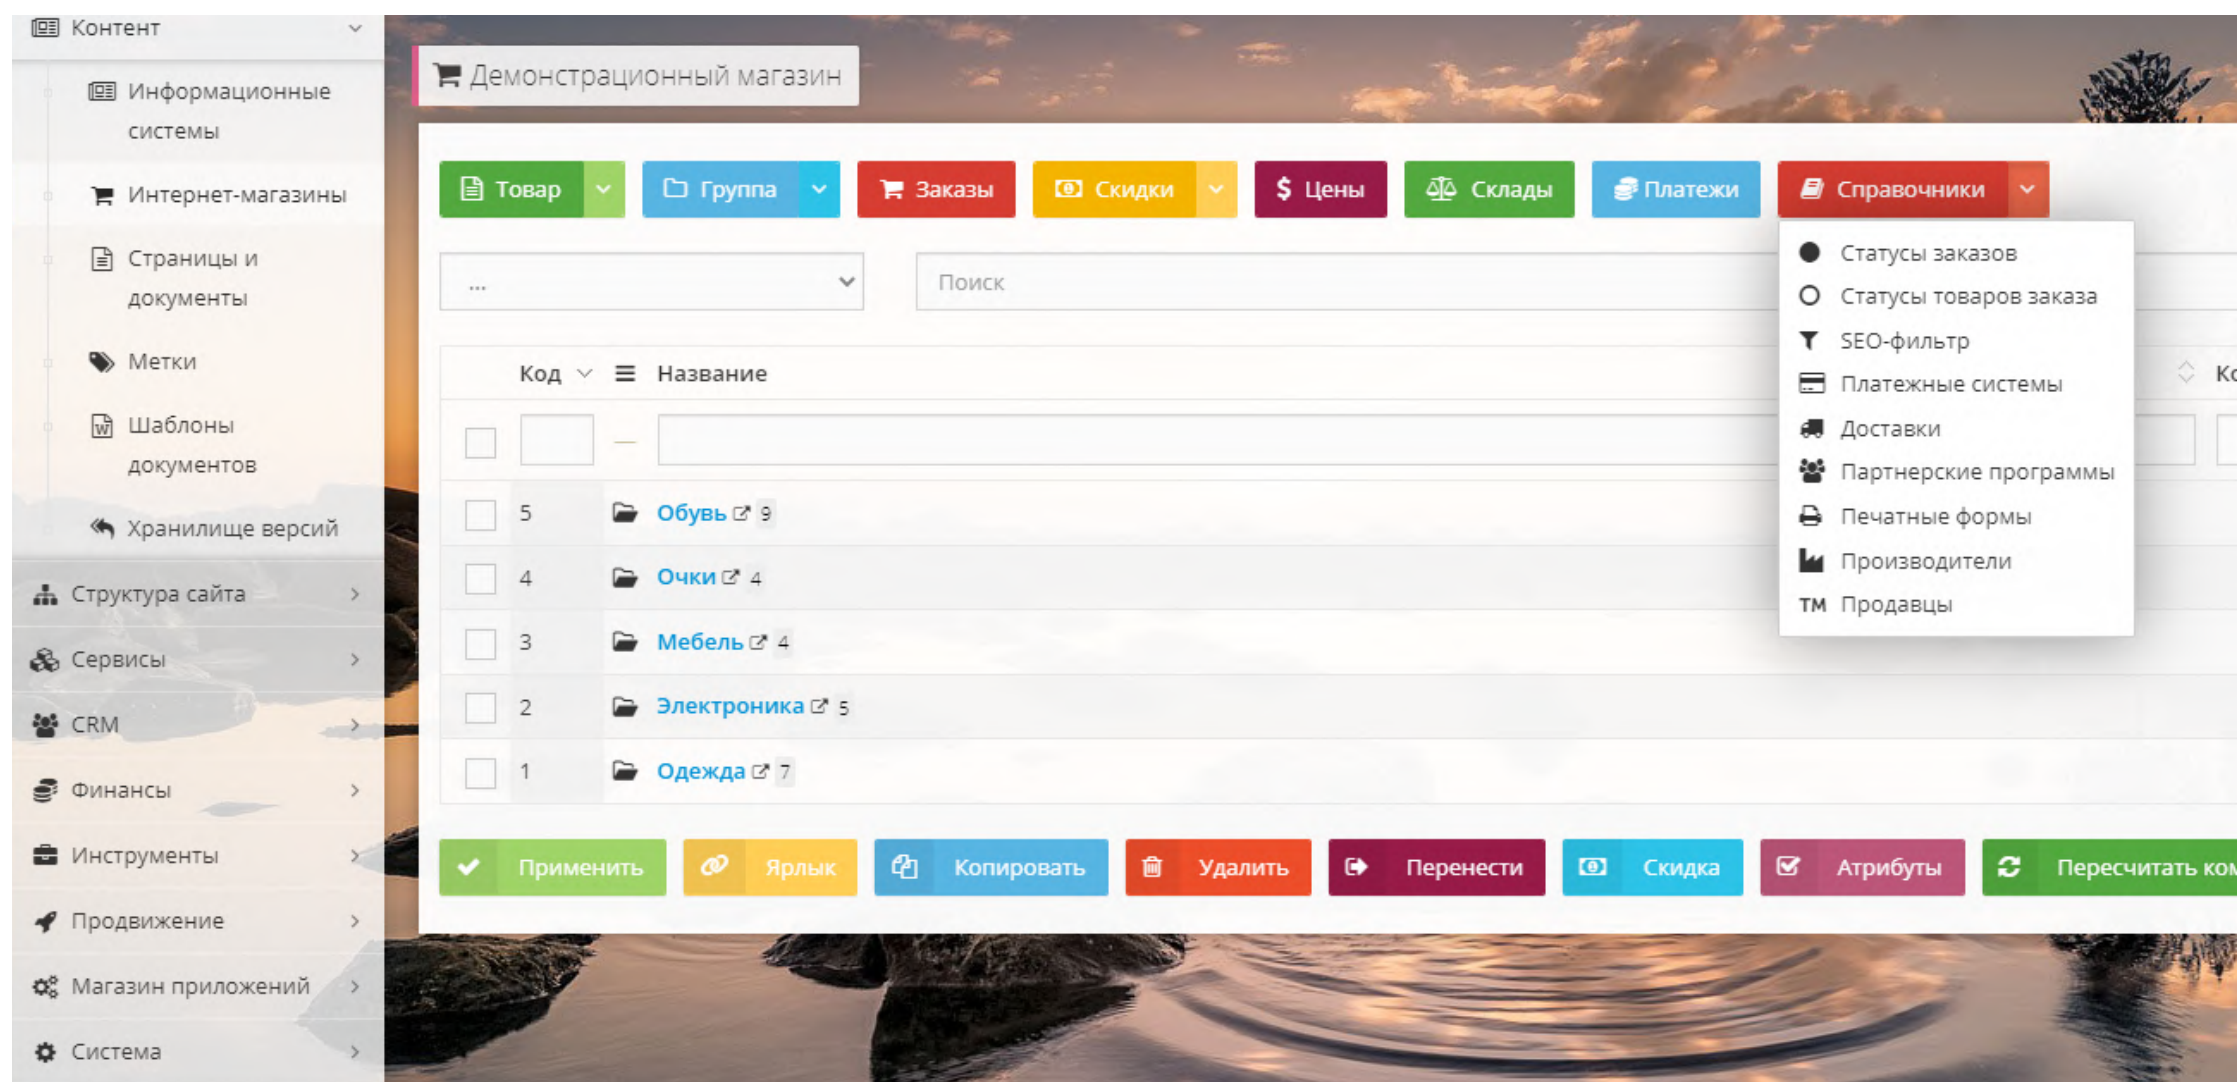 Контент
Информационные
системы
Интернет-магазины
Страницы и
документы
Метки
Шаблоны
документов
Хранилище версий
Структура сайта
Сервисы
CRM
Финансы
Инструменты
Продвижение
Магазин приложений
Система
Демонстрационный магазин
Товар Группа Заказы Скидки $ Цены Склады Платежи Справочники
... Поиск
Статусы заказов
Статусы товаров заказа
SEO-фильтр
Платежные системы
Доставки
Партнерские программы
Печатные формы
Производители
TM Продавцы
Код Название
5 Обувь 9
4 Очки 4
3 Мебель 4
2 Электроника 5
1 Одежда 7
Применить Ярлык Копировать Удалить Перенести Скидка Атрибуты Пересчитать